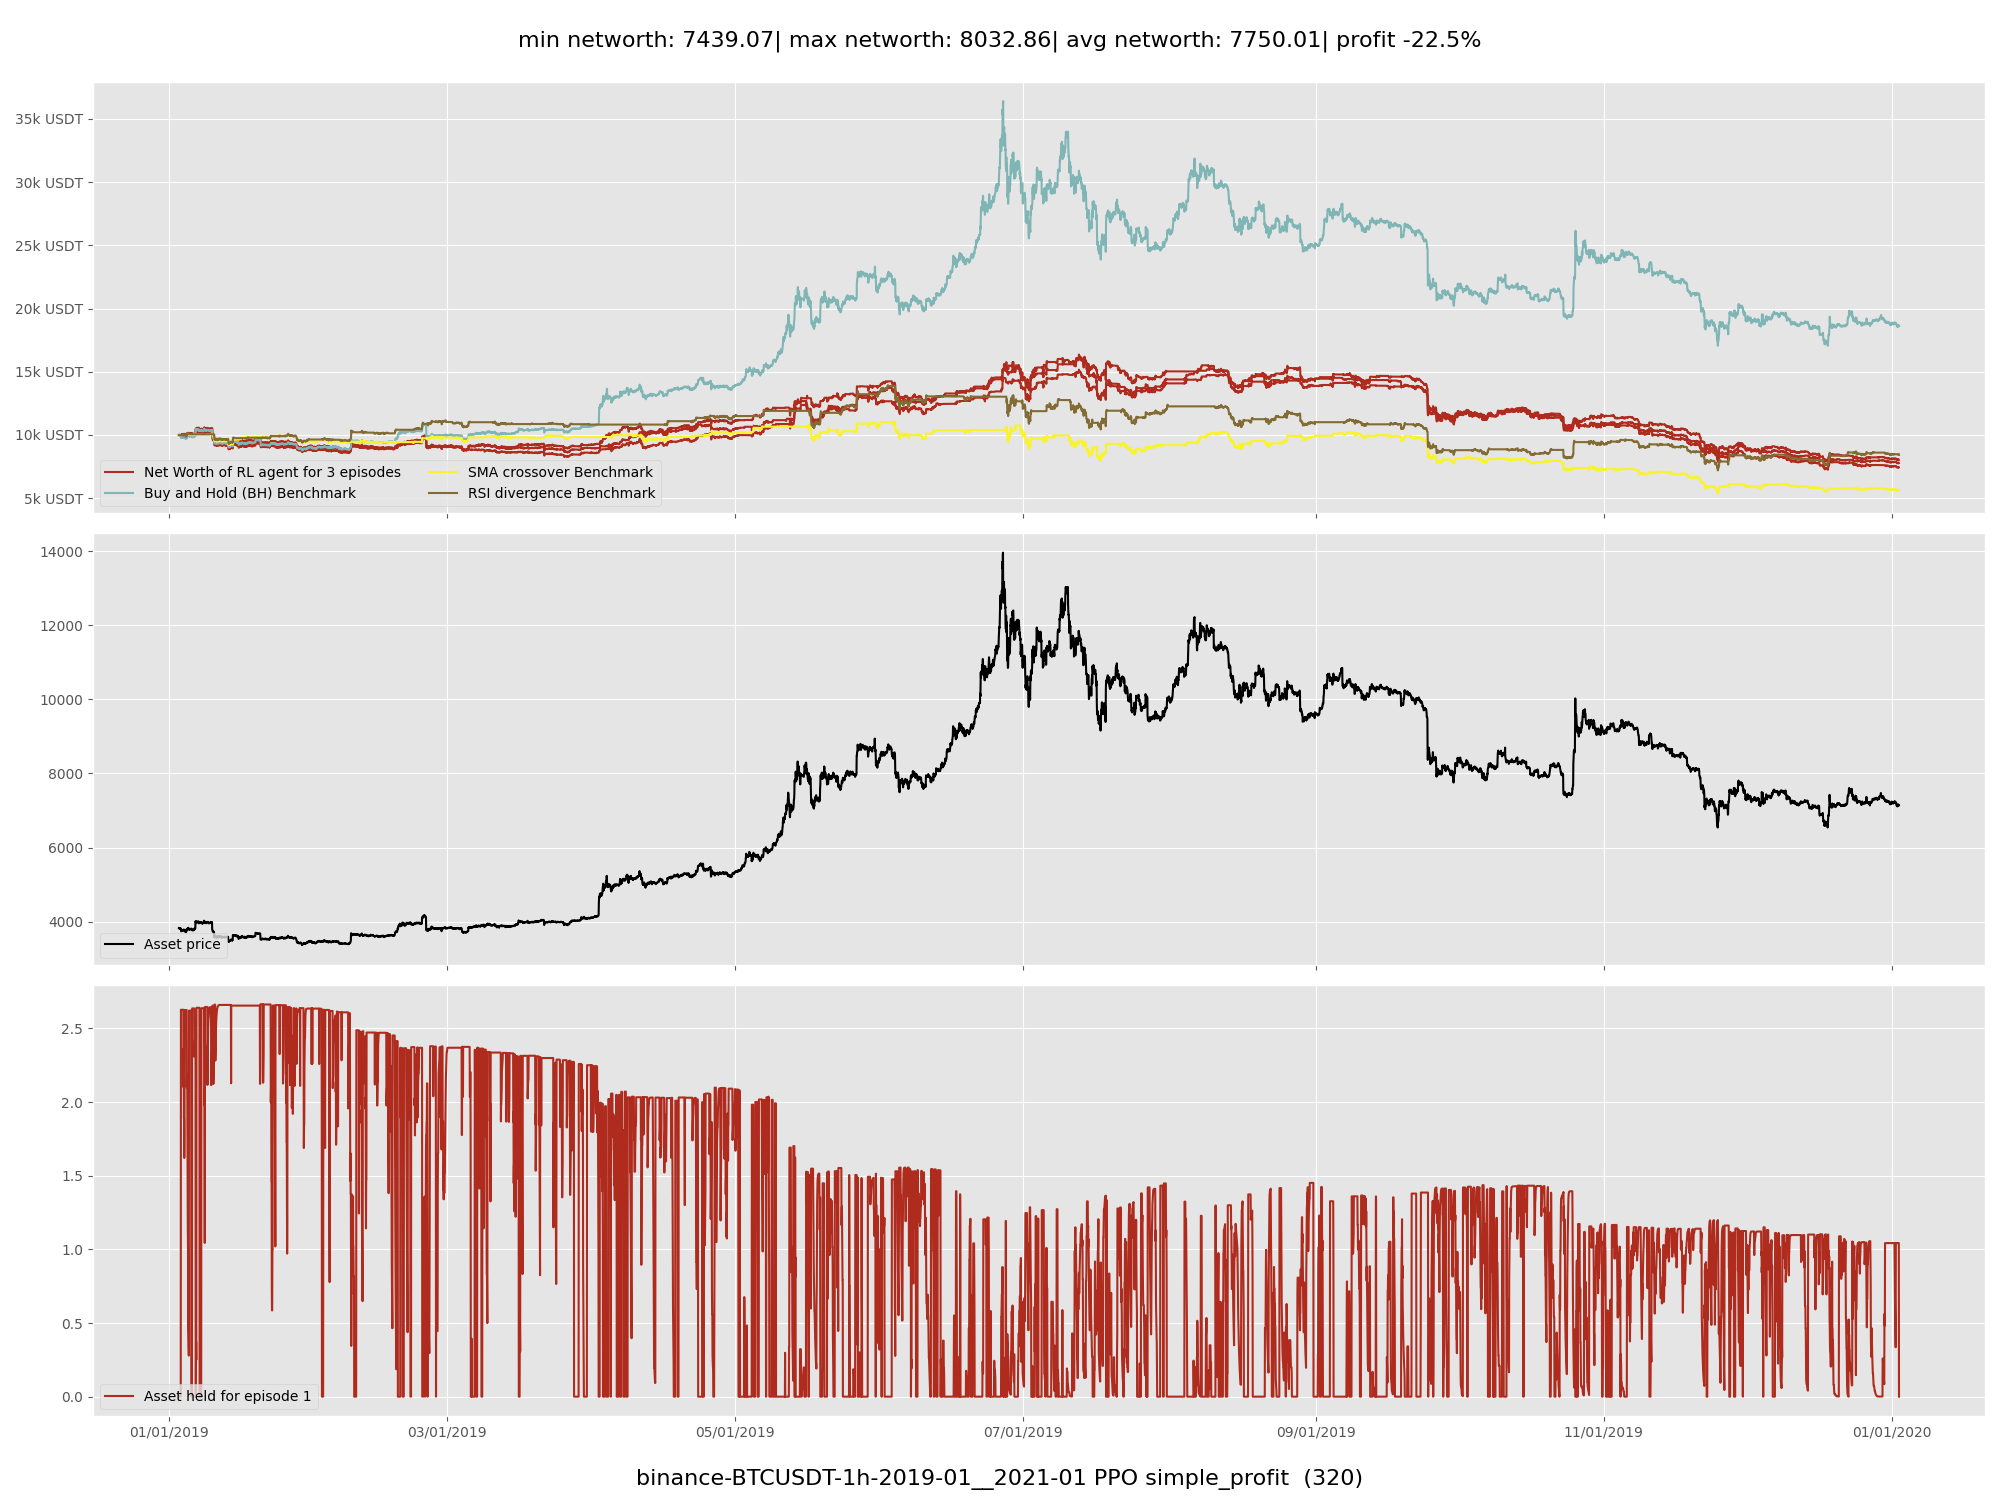 min networth: 7439.07| max networth: 8032.86| avg networth: 7750.01| profit -22.5%
35k USDT
30k USDT
25k USDT
20k USDT
15k USDT
10k USDT
5k USDT
Net Worth of RL agent for 3 episodes
Buy and Hold (BH) Benchmark
SMA crossover Benchmark
RSI divergence Benchmark
14000
12000
10000
8000
6000
4000
Asset price
2.5
2.0
1.5
1.0
0.5
0.0
Asset held for episode 1
01/01/2019 03/01/2019 05/01/2019 07/01/2019 09/01/2019 11/01/2019 01/01/2020
binance-BTCUSDT-1h-2019-01__2021-01 PPO simple_profit (320)